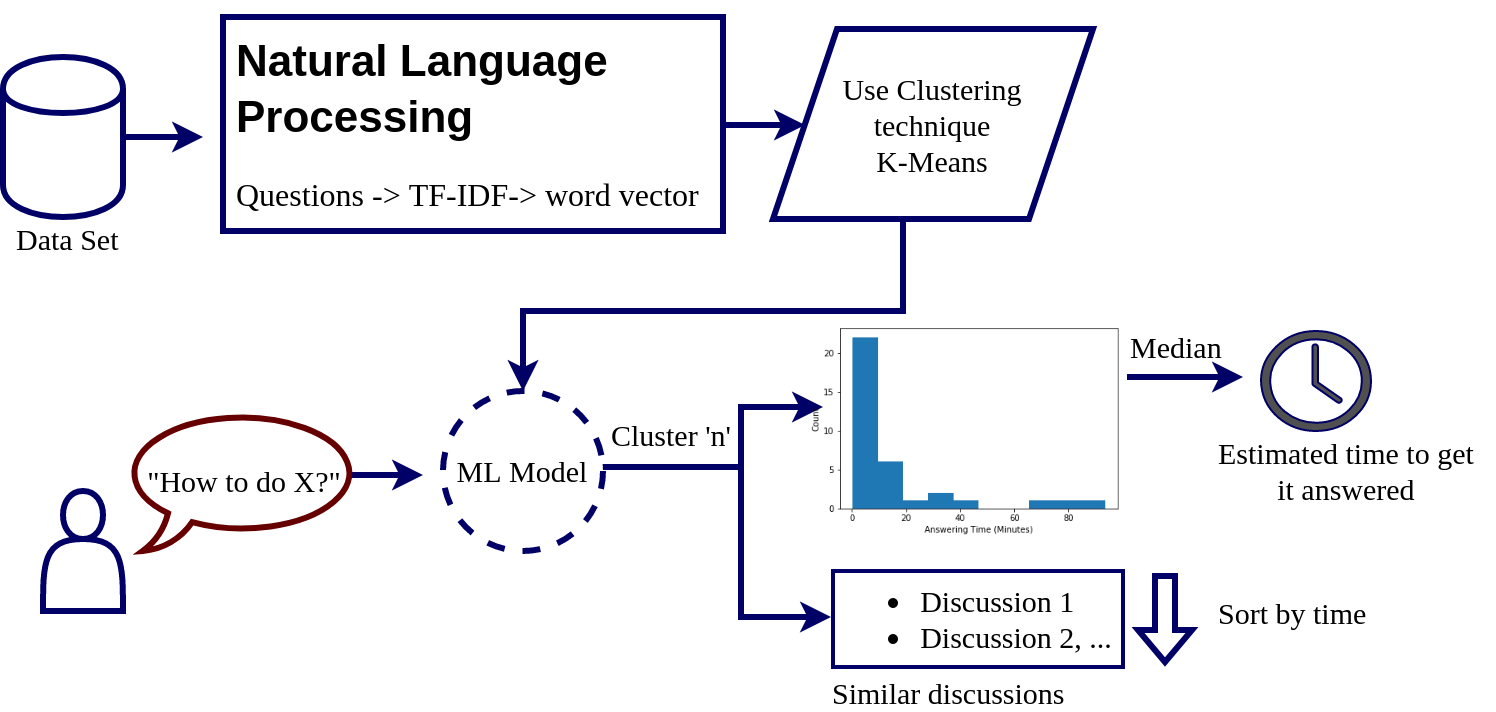 Natural Language
Processing
Questions -> TF-IDF-> word vector
Data Set
Use Clustering
technique
K-Means
"How to do X?"
ML Model
Cluster 'n'
20
15
10
5
0
0 20 40 60 80
Answering Time (Minutes)
Median
Estimated time to get
it answered
• Discussion 1
• Discussion 2, ...
Similar discussions
Sort by time